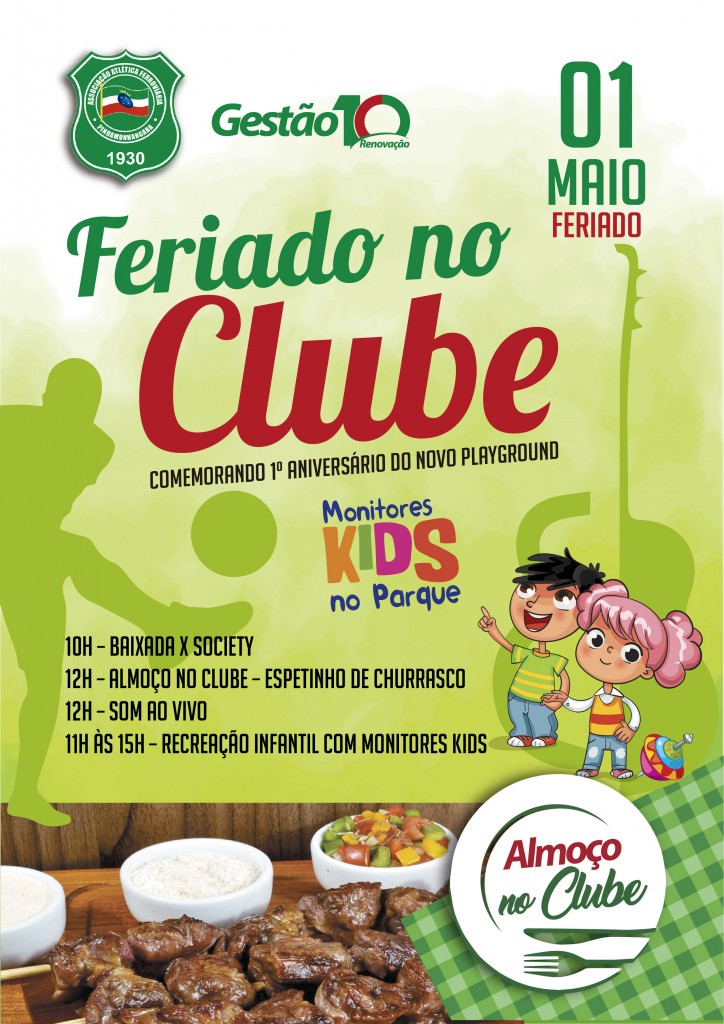 ASSOCIAÇÃO ATLÉTICA FERROVIÁRIA
PINDAMONHANGABA
1930
Gestão 10
Renovação
01
MAIO
FERIADO
Feriado no
Clube
COMEMORANDO 1º ANIVERSÁRIO DO NOVO PLAYGROUND
Monitores
KIDS
no Parque
10H – BAIXADA X SOCIETY
12H – ALMOÇO NO CLUBE – ESPETINHO DE CHURRASCO
12H – SOM AO VIVO
11H ÀS 15H – RECREAÇÃO INFANTIL COM MONITORES KIDS
Almoço
no Clube